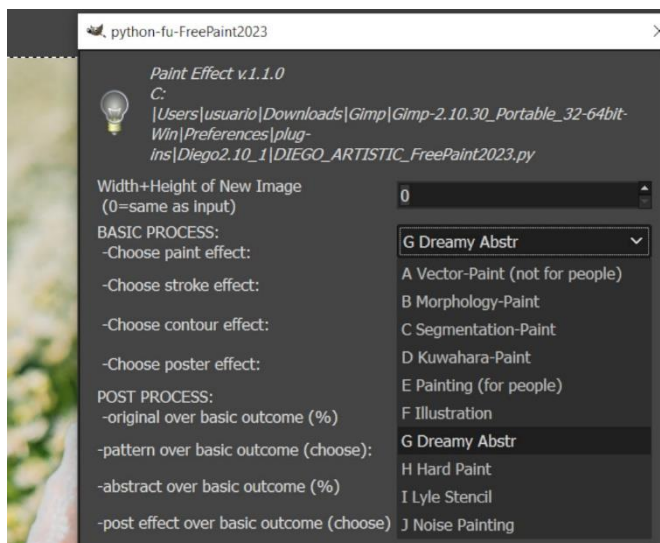 python-fu-FreePaint2023
Paint Effect v.1.1.0
C:
|Users|usuario|Downloads|Gimp|Gimp-2.10.30_Portable_32-64bit-
Win|Preferences|plug-
ins|Diego2.10_1|DIEGO_ARTISTIC_FreePaint2023.py
Width+Height of New Image
(0=same as input)
0
BASIC PROCESS:
-Choose paint effect:
G Dreamy Abstr
-Choose stroke effect:
-Choose contour effect:
-Choose poster effect:
POST PROCESS:
-original over basic outcome (%)
-pattern over basic outcome (choose):
-abstract over basic outcome (%)
-post effect over basic outcome (choose)
A Vector-Paint (not for people)
B Morphology-Paint
C Segmentation-Paint
D Kuwahara-Paint
E Painting (for people)
F Illustration
G Dreamy Abstr
H Hard Paint
I Lyle Stencil
J Noise Painting